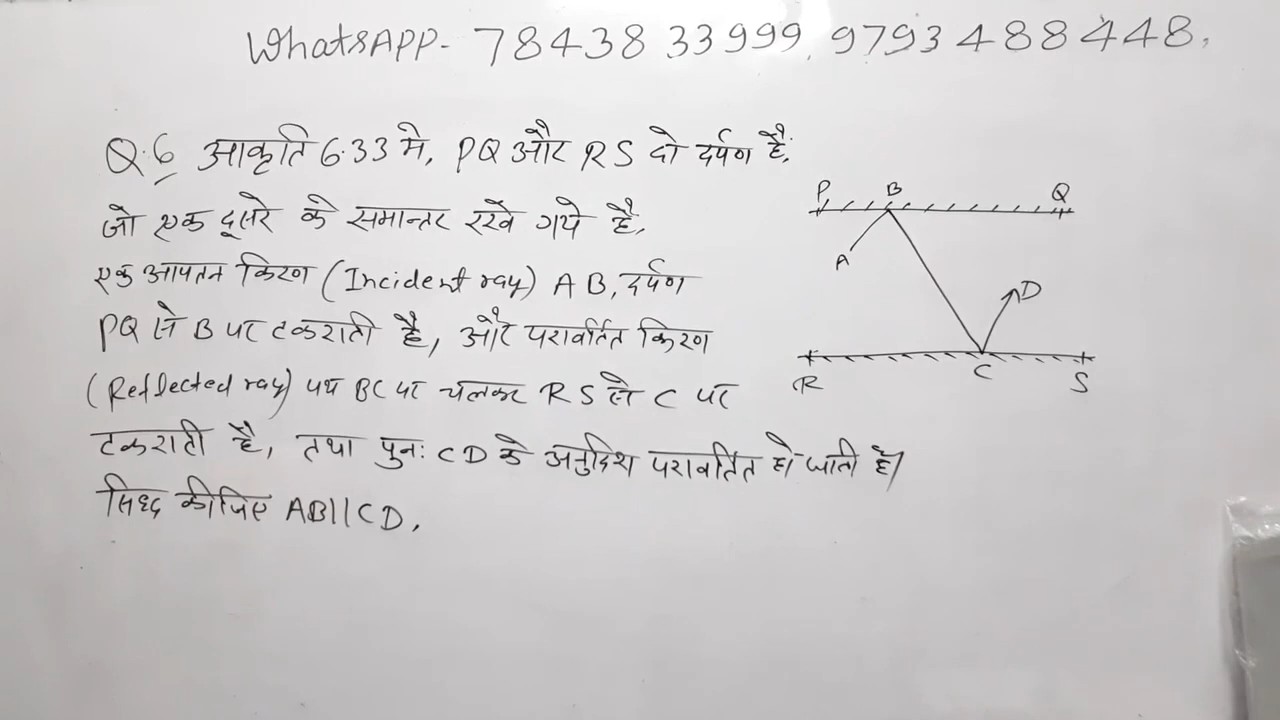 WhatsAPP- 78438 33999, 9793488448,
Q.6 आकृति 6.33 मे, PQ और RS दो दर्पण है,
जो एक दूसरे के समान्तर रखे गये है,
एक आपतन किरण (Incident ray) AB, दर्पण
PQ से B पर टकराती है, और परावर्तित किरण
(Reflected ray) पथ BC पर चलकर RS से C पर
टकराती है, तथा पुनः CD के अनुदिश परावर्तित हो जाती है।
सिध्द कीजिए AB||CD,
P B Q
A
D
R C S